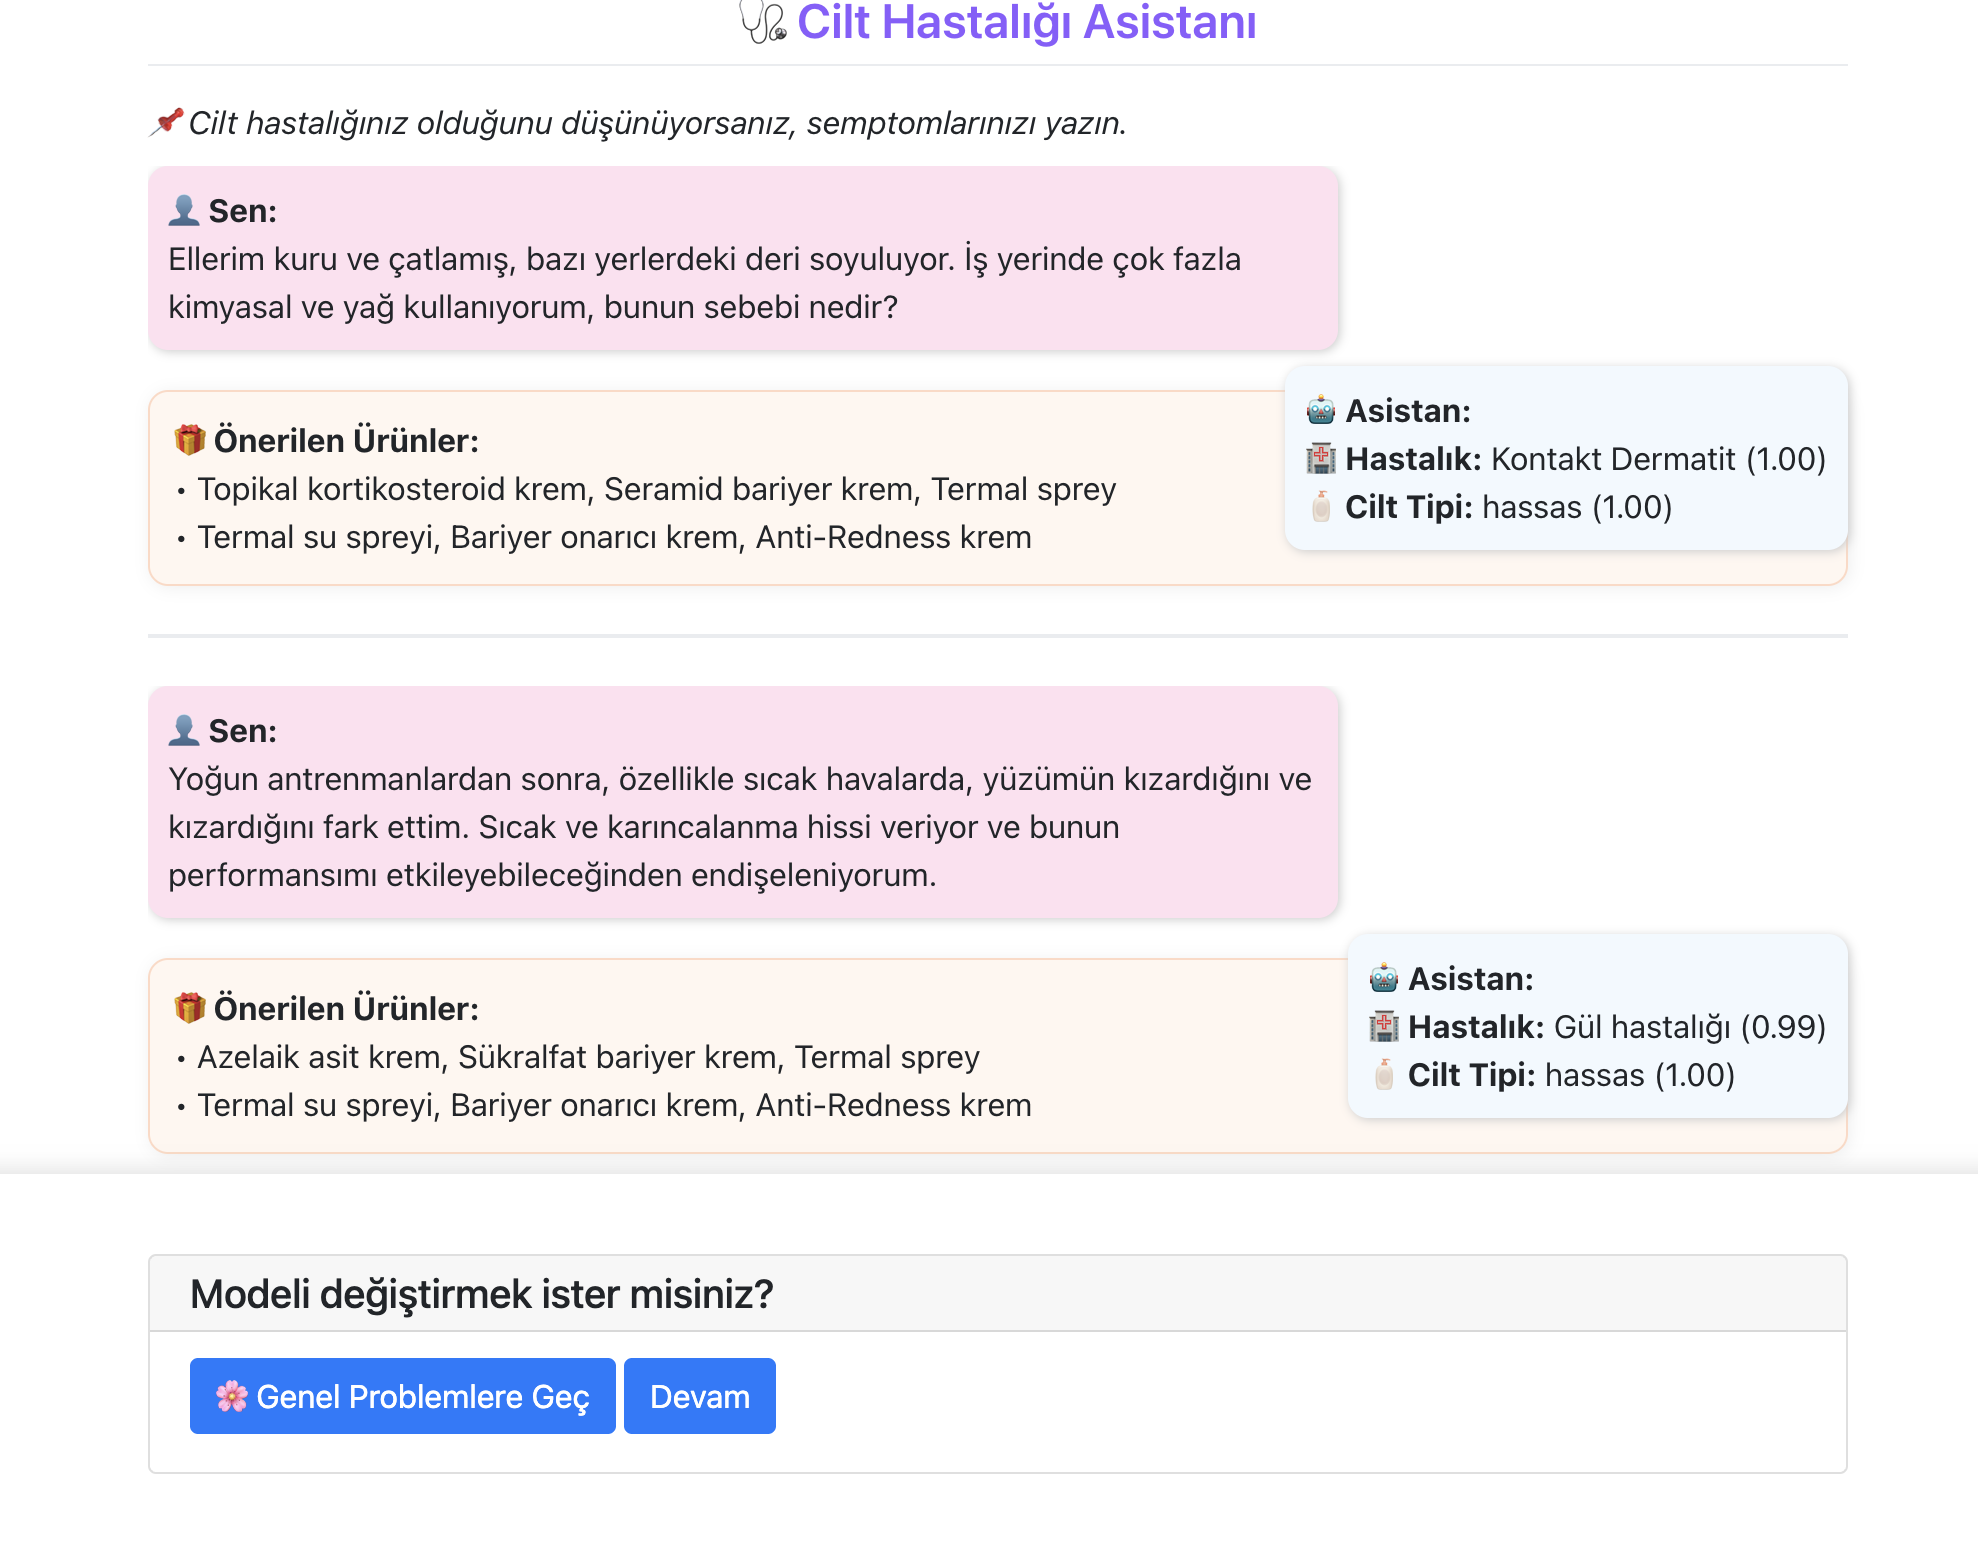 Cilt Hastalığı Asistanı
Cilt hastalığınız olduğunu düşünüyorsanız, semptomlarınızı yazın.
Sen:
Ellerim kuru ve çatlamış, bazı yerlerdeki deri soyuluyor. İş yerinde çok fazla
kimyasal ve yağ kullanıyorum, bunun sebebi nedir?
Asistan:
Hastalık: Kontakt Dermatit (1.00)
Cilt Tipi: hassas (1.00)
Önerilen Ürünler:
• Topikal kortikosteroid krem, Seramid bariyer krem, Termal sprey
• Termal su spreyi, Bariyer onarıcı krem, Anti-Redness krem
Sen:
Yoğun antrenmanlardan sonra, özellikle sıcak havalarda, yüzümün kızardığını ve
kızardığını fark ettim. Sıcak ve karıncalanma hissi veriyor ve bunun
performansımı etkileyebileceğinden endişeleniyorum.
Asistan:
Hastalık: Gül hastalığı (0.99)
Cilt Tipi: hassas (1.00)
Önerilen Ürünler:
• Azelaik asit krem, Sükralfat bariyer krem, Termal sprey
• Termal su spreyi, Bariyer onarıcı krem, Anti-Redness krem
Modeli değiştirmek ister misiniz?
Genel Problemlere Geç
Devam